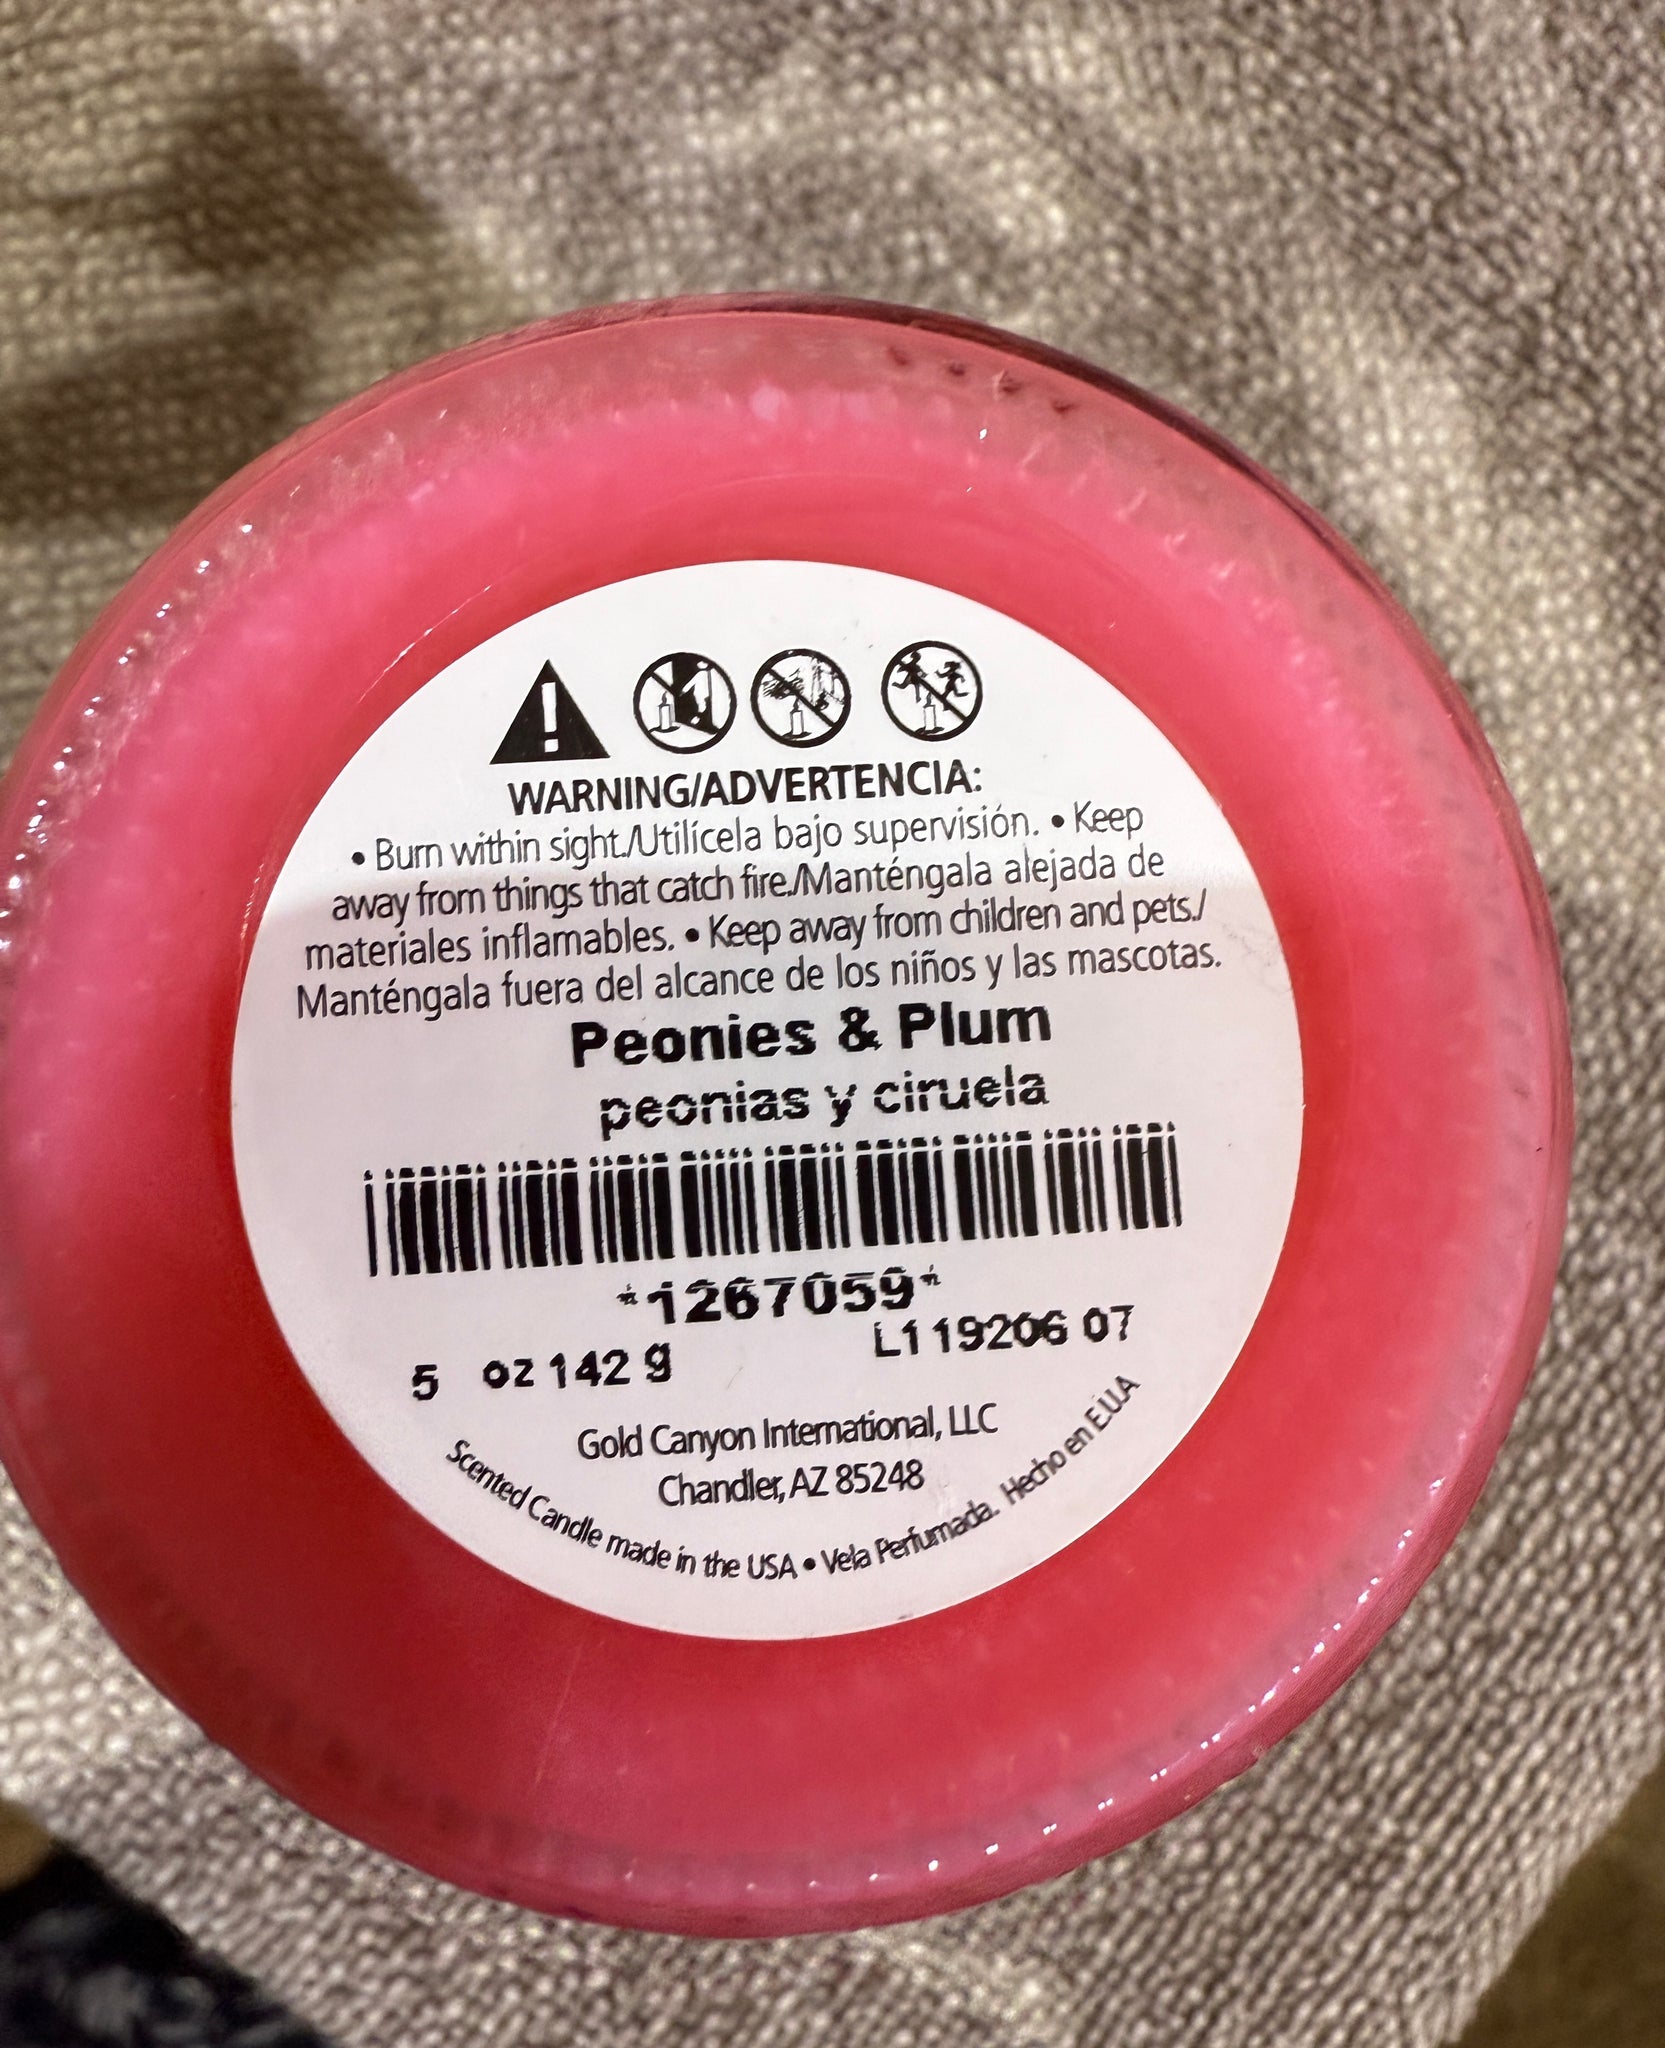 WARNING/ADVERTENCIA:
• Burn within sight./Utilícela bajo supervisión. • Keep
away from things that catch fire./Manténgala alejada de
materiales inflamables. • Keep away from children and pets./
Manténgala fuera del alcance de los niños y las mascotas.
Peonies & Plum
peonias y ciruela
*1267059*
5 oz 142 g L119206 07
Gold Canyon International, LLC
Chandler, AZ 85248
Scented Candle made in the USA • Vela Perfumada. Hecho en E.U.A